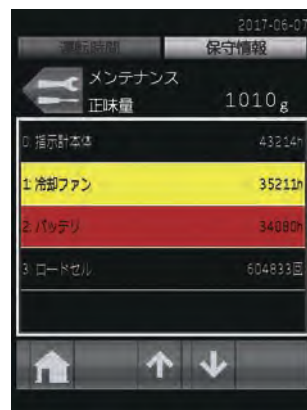 2017-06-07
運転時間 保守情報
メンテナンス
正味量 1010g
0: 指示計本体 43214h
1: 冷却ファン 35211h
2: バッテリ 34080h
3: ロードセル 604833回